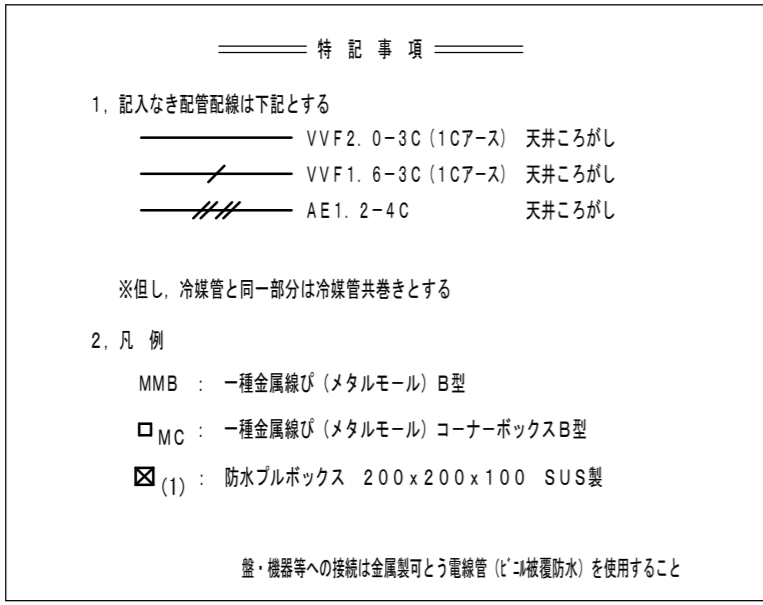 特 記 事 項
1, 記入なき配管配線は下記とする
VVF2.0-3C(1Cアース) 天井ころがし
VVF1.6-3C(1Cアース) 天井ころがし
AE1.2-4C 天井ころがし
※但し, 冷媒管と同一部分は冷媒管共巻きとする
2, 凡 例
MMB : 一種金属線ぴ(メタルモール)B型
MC : 一種金属線ぴ(メタルモール)コーナーボックスB型
(1) : 防水プルボックス 200x200x100 SUS製
盤・機器等への接続は金属製可とう電線管(ビニル被覆防水)を使用すること